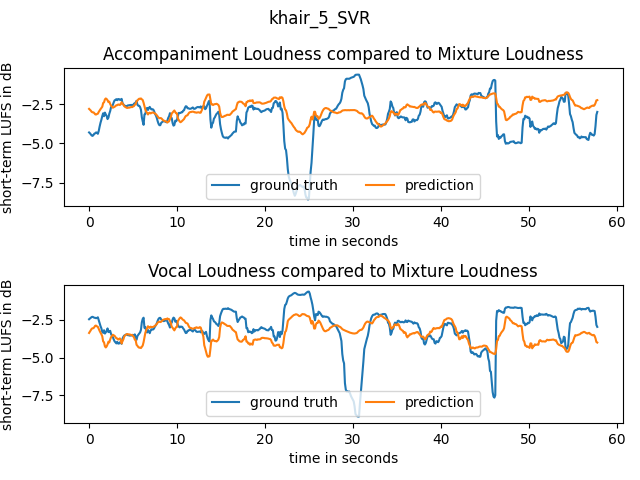 khair_5_SVR
Accompaniment Loudness compared to Mixture Loudness
short-term LUFS in dB
−2.5
−5.0
−7.5
ground truth
prediction
0 10 20 30 40 50 60
time in seconds
Vocal Loudness compared to Mixture Loudness
short-term LUFS in dB
−2.5
−5.0
−7.5
ground truth
prediction
0 10 20 30 40 50 60
time in seconds